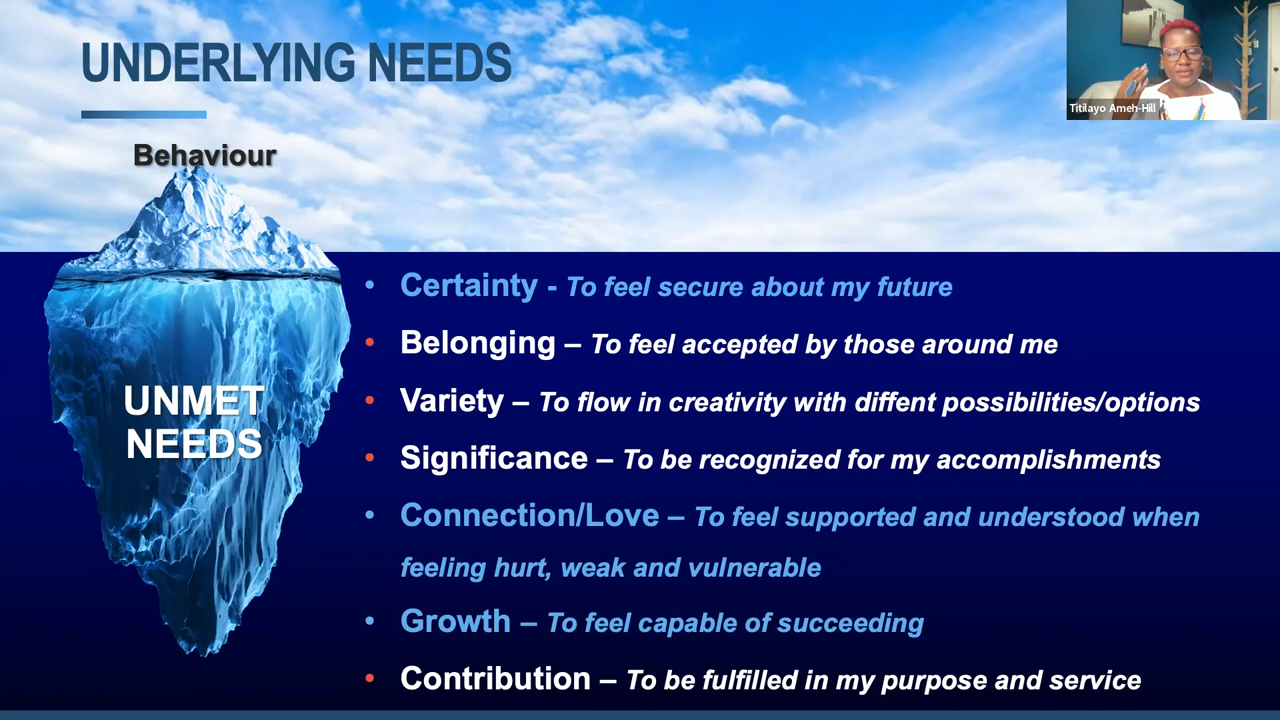 UNDERLYING NEEDS
Titilayo Ameh-Hill
Behaviour
UNMET
NEEDS
• Certainty - To feel secure about my future
• Belonging – To feel accepted by those around me
• Variety – To flow in creativity with diffent possibilities/options
• Significance – To be recognized for my accomplishments
• Connection/Love – To feel supported and understood when
feeling hurt, weak and vulnerable
• Growth – To feel capable of succeeding
• Contribution – To be fulfilled in my purpose and service